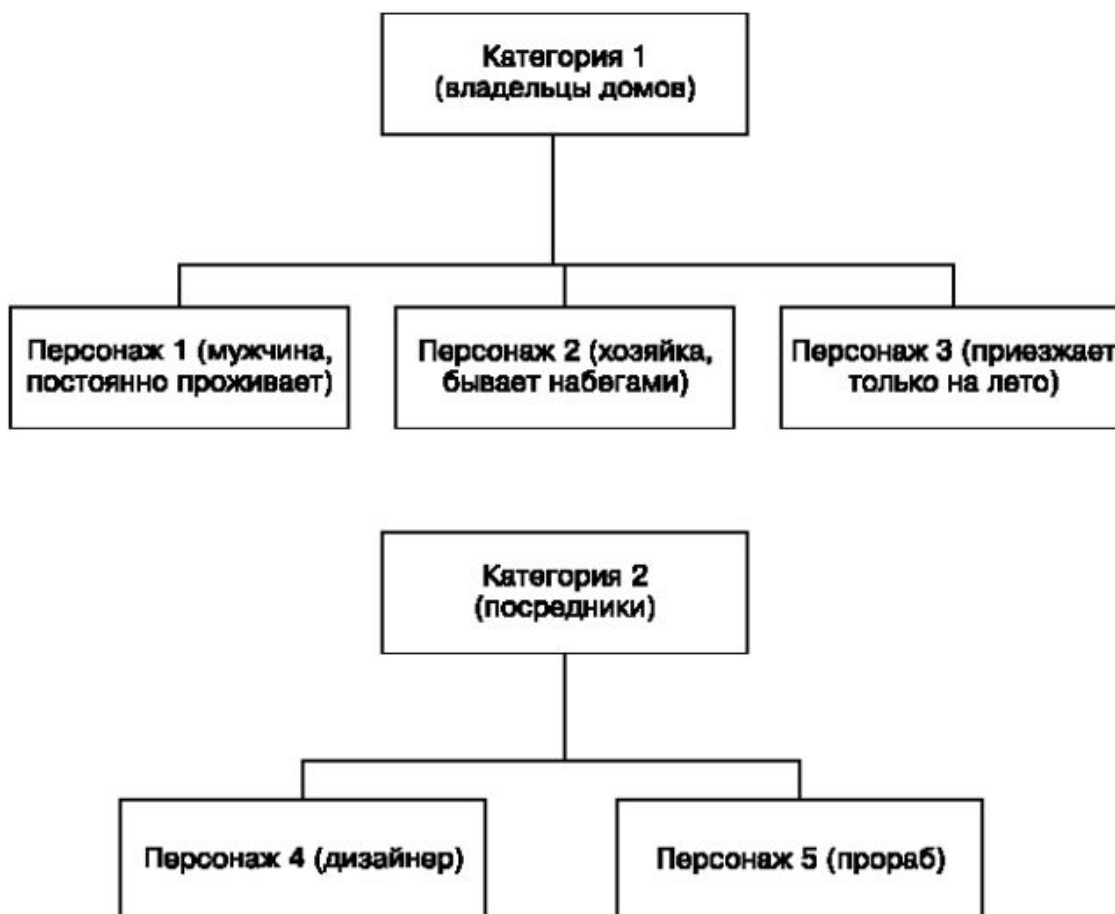 Категория 1
(владельцы домов)
Персонаж 1 (мужчина,
постоянно проживает)
Персонаж 2 (хозяйка,
бывает набегами)
Персонаж 3 (приезжает
только на лето)
Категория 2
(посредники)
Персонаж 4 (дизайнер)
Персонаж 5 (прораб)